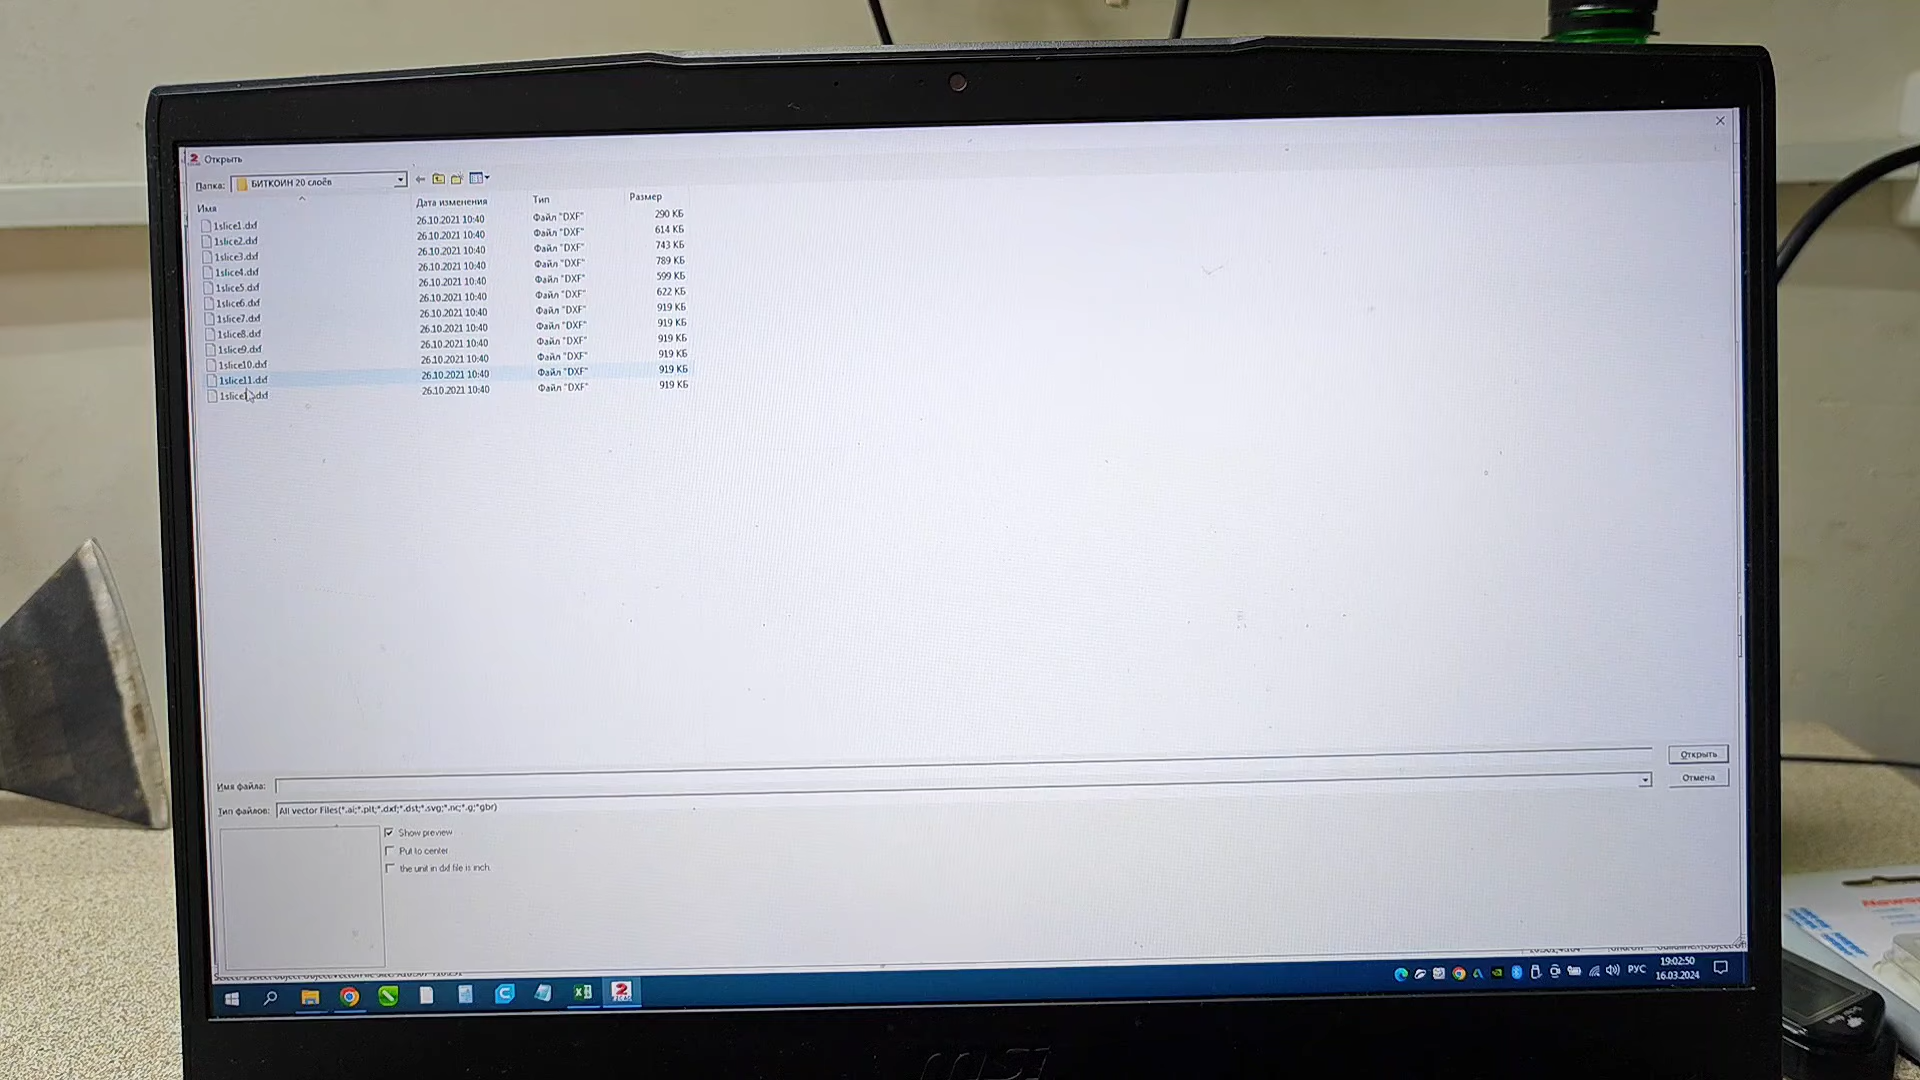 Открыть
Папка: БИТКОИН 20 слоёв
Имя Дата изменения Тип Размер
1slice1.dxf 26.10.2021 10:40 Файл "DXF" 290 КБ
1slice2.dxf 26.10.2021 10:40 Файл "DXF" 614 КБ
1slice3.dxf 26.10.2021 10:40 Файл "DXF" 743 КБ
1slice4.dxf 26.10.2021 10:40 Файл "DXF" 789 КБ
1slice5.dxf 26.10.2021 10:40 Файл "DXF" 599 КБ
1slice6.dxf 26.10.2021 10:40 Файл "DXF" 622 КБ
1slice7.dxf 26.10.2021 10:40 Файл "DXF" 919 КБ
1slice8.dxf 26.10.2021 10:40 Файл "DXF" 919 КБ
1slice9.dxf 26.10.2021 10:40 Файл "DXF" 919 КБ
1slice10.dxf 26.10.2021 10:40 Файл "DXF" 919 КБ
1slice11.dxf 26.10.2021 10:40 Файл "DXF" 919 КБ
26.10.2021 10:40 Файл "DXF" 919 КБ
Имя файла: Открыть
Тип файлов: All vector Files(*.ai;*.plt;*.dxf;*.dst;*.svg;*.nc;*.g;*gbr) Отмена
Show preview
Put to center
the unit in dxf file is inch
РУС 19:02:50
16.03.2024
msi